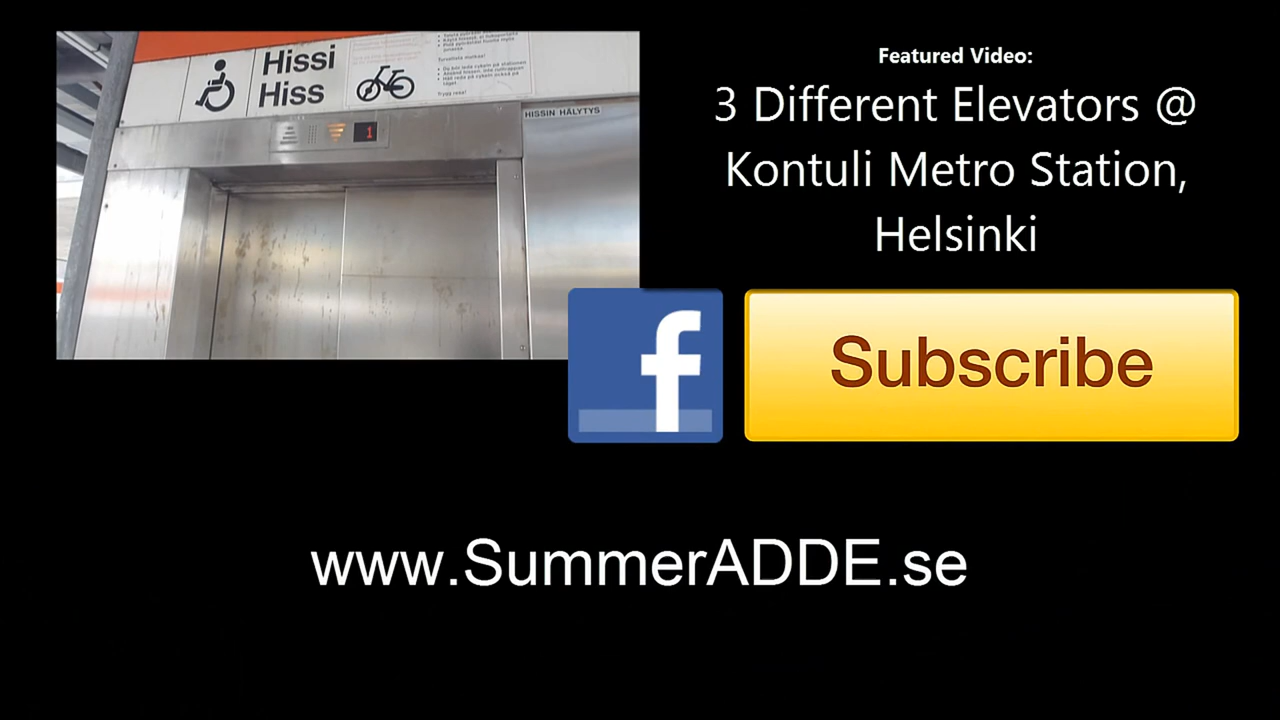 Featured Video:
3 Different Elevators @
Kontuli Metro Station,
Helsinki
Hissi
Hiss
HISSIN HÄLYTYS
1
f
Subscribe
www.SummerADDE.se